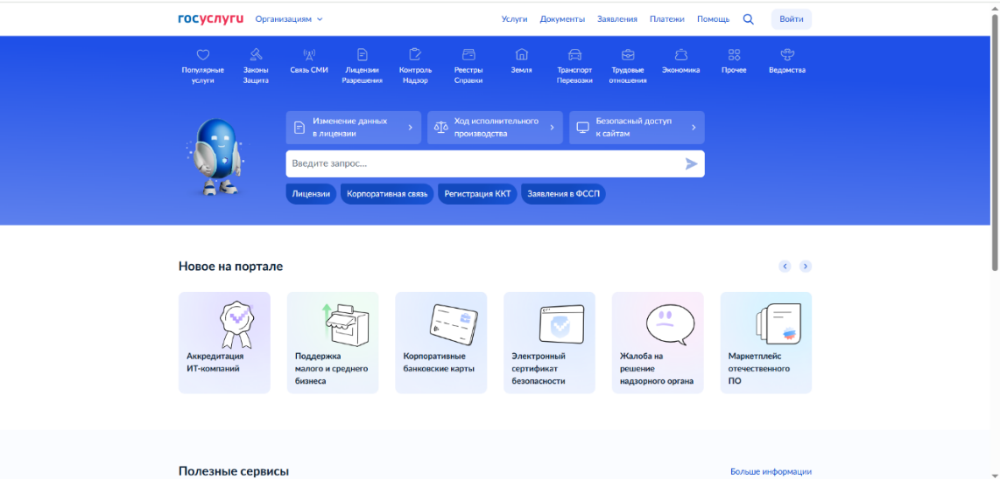 госуслуги Организациям Услуги Документы Заявления Платежи Помощь Войти
Популярные услуги
Законы Защита
Связь СМИ
Лицензии Разрешения
Контроль Надзор
Реестры Справки
Земля
Транспорт Перевозки
Трудовые отношения
Экономика
Прочее
Ведомства
Изменение данных
в лицензии
Ход исполнительного
производства
Безопасный доступ
к сайтам
Введите запрос...
Лицензии Корпоративная связь Регистрация ККТ Заявления в ФССП
Новое на портале
Аккредитация
ИТ-компаний
Поддержка
малого и среднего
бизнеса
Корпоративные
банковские карты
Электронный
сертификат
безопасности
Жалоба на
решение
надзорного органа
Маркетплейс
отечественного
ПО
Полезные сервисы Больше информации